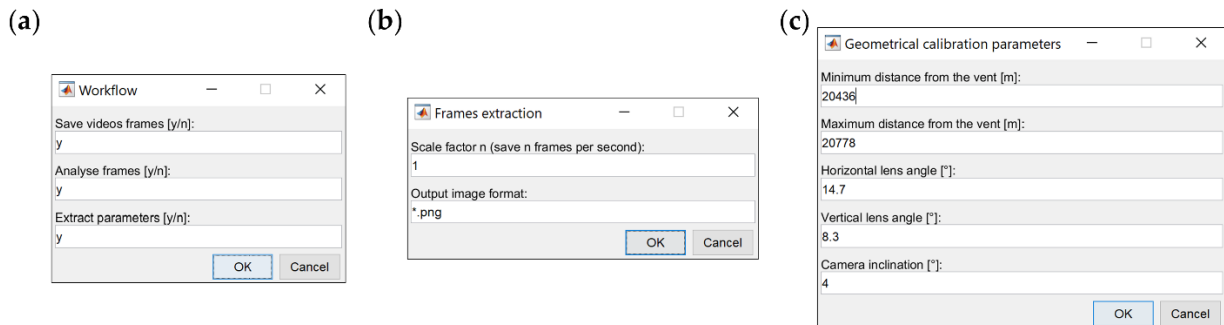 (a)
Workflow
Save videos frames [y/n]:
y
Analyse frames [y/n]:
y
Extract parameters [y/n]:
y
OK Cancel
(b)
Frames extraction
Scale factor n (save n frames per second):
1
Output image format:
*.png
OK Cancel
(c)
Geometrical calibration parameters
Minimum distance from the vent [m]:
20436
Maximum distance from the vent [m]:
20778
Horizontal lens angle [°]:
14.7
Vertical lens angle [°]:
8.3
Camera inclination [°]:
4
OK Cancel